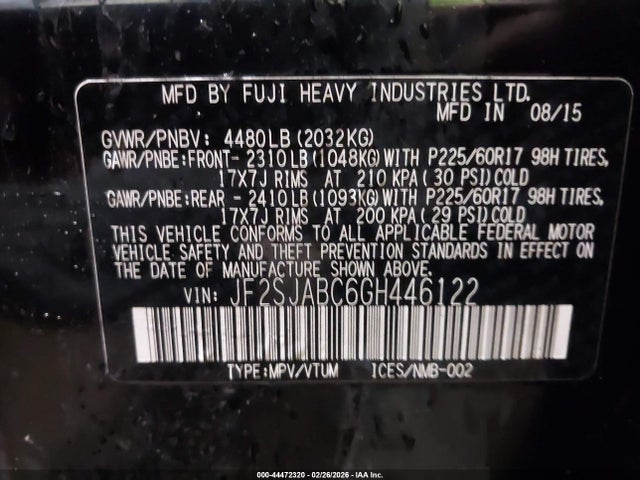 MFD BY FUJI HEAVY INDUSTRIES LTD.
MFD IN 08/15
GVWR/PNBV: 4480LB(2032KG)
GAWR/PNBE:FRONT- 2310LB(1048KG)WITH P225/60R17 98H TIRES,
17X7J RIMS AT 210 KPA(30 PSI)COLD
GAWR/PNBE:REAR - 2410LB(1093KG)WITH P225/60R17 98H TIRES,
17X7J RIMS AT 200 KPA(29 PSI)COLD
THIS VEHICLE CONFORMS TO ALL APPLICABLE FEDERAL MOTOR
VEHICLE SAFETY AND THEFT PREVENTION STANDARDS IN EFFECT ON
THE DATE OF MANUFACTURE SHOWN ABOVE.
VIN: JF2SJABC6GH446122
TYPE:MPV/VTUM ICES/NMB-002
000-44472320 - 02/26/2026 - IAA Inc.